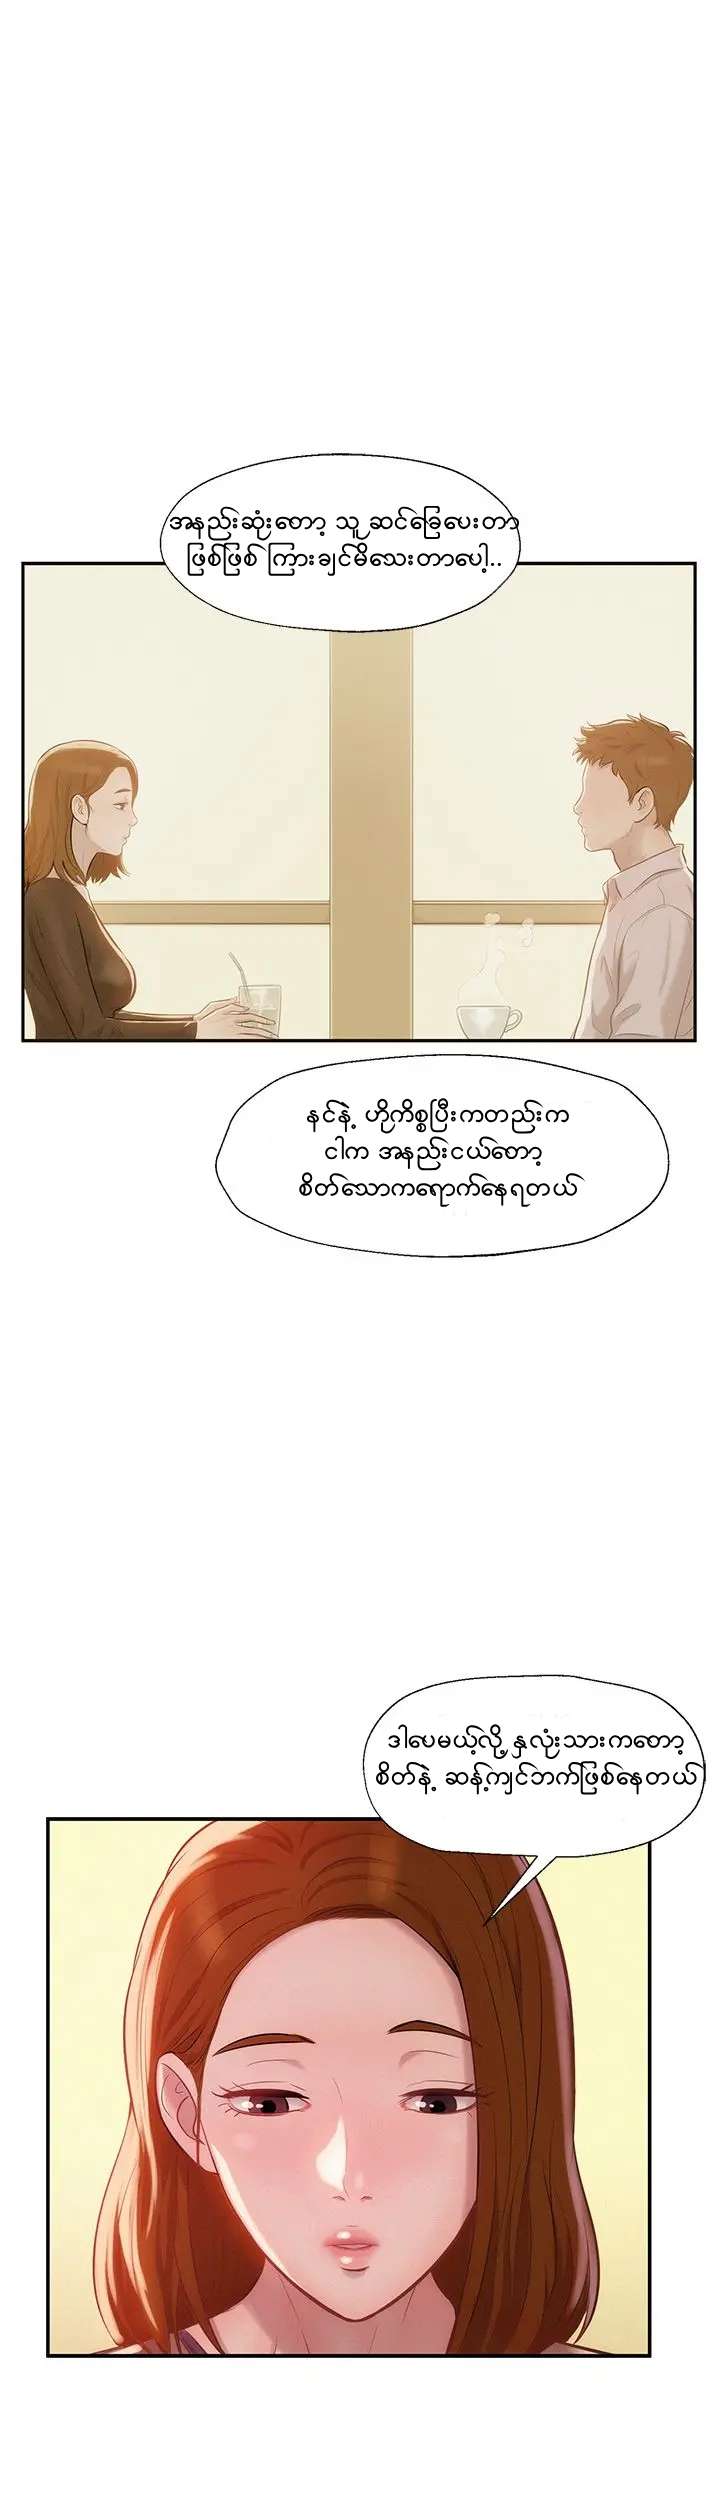 အနည်းဆုံးတော့ သူ့ဆင်ခြေပေးတာ
ဖြစ်ဖြစ် ကြားချင်မိသေးတာပေါ့..
နင်နဲ့ ဟိုကိစ္စပြီးကတည်းက
ငါက အနည်းငယ်တော့
စိတ်သောကရောက်နေရတယ်
ဒါပေမယ့်လို့ နှလုံးသားကတော့
စိတ်နဲ့ ဆန့်ကျင်ဘက်ဖြစ်နေတယ်